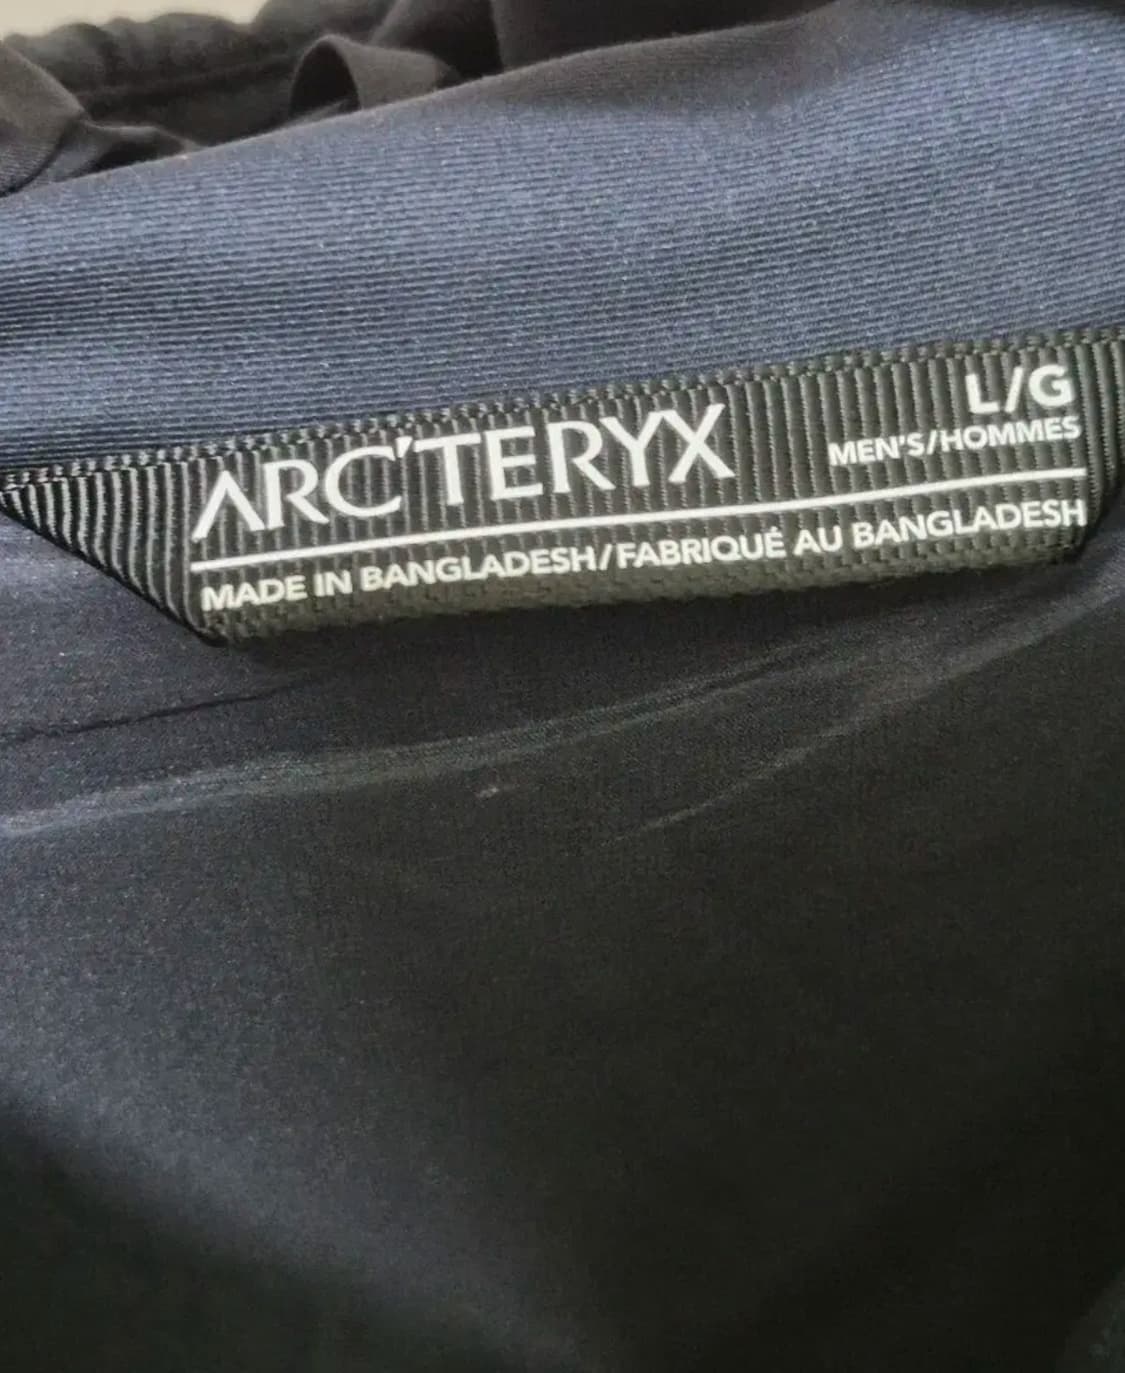 L/G
ARC'TERYX
MEN'S/HOMMES
MADE IN BANGLADESH/FABRIQUÉ AU BANGLADESH